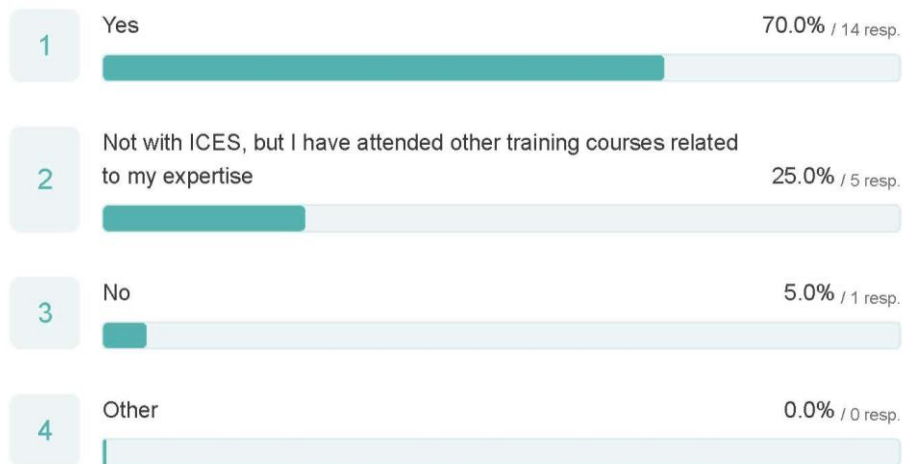 1
Yes
70.0% / 14 resp.
2
Not with ICES, but I have attended other training courses related
to my expertise
25.0% / 5 resp.
3
No
5.0% / 1 resp.
4
Other
0.0% / 0 resp.